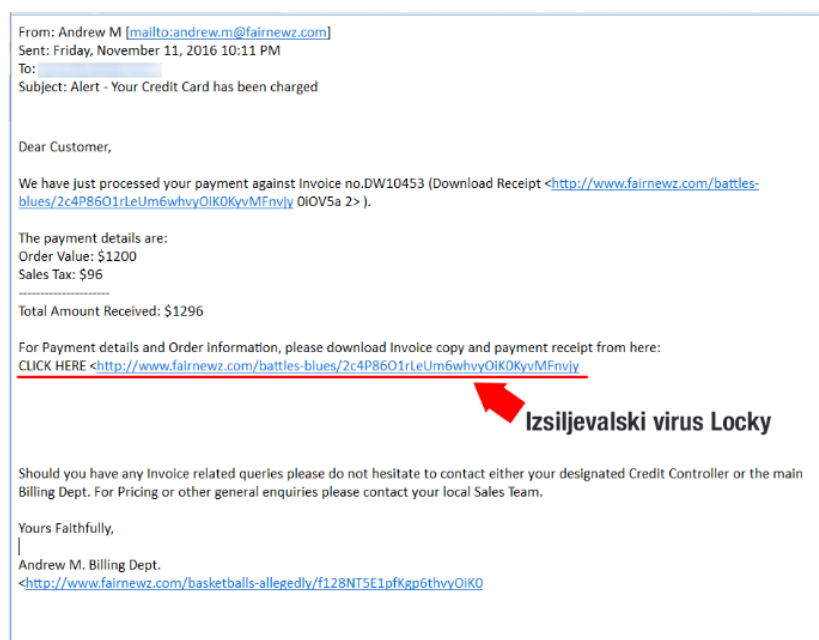 From: Andrew M [mailto:andrew.m@fairnewz.com]
Sent: Friday, November 11, 2016 10:11 PM
To:
Subject: Alert - Your Credit Card has been charged
Dear Customer,
We have just processed your payment against Invoice no.DW10453 (Download Receipt <http://www.fairnewz.com/battles-
blues/2c4P86O1rLeUm6whvyOiK0KyvMFnvjy 0iOV5a 2> ).
The payment details are:
Order Value: $1200
Sales Tax: $96
--------------------
Total Amount Received: $1296
For Payment details and Order information, please download Invoice copy and payment receipt from here:
CLICK HERE <http://www.fairnewz.com/battles-blues/2c4P86O1rLeUm6whvyOiK0KyvMFnvjy
Izsiljevalski virus Locky
Should you have any Invoice related queries please do not hesitate to contact either your designated Credit Controller or the main
Billing Dept. For Pricing or other general enquiries please contact your local Sales Team.
Yours Faithfully,
Andrew M. Billing Dept.
<http://www.fairnewz.com/basketballs-allegedly/f128NT5E1pfKgp6thvyOiK0